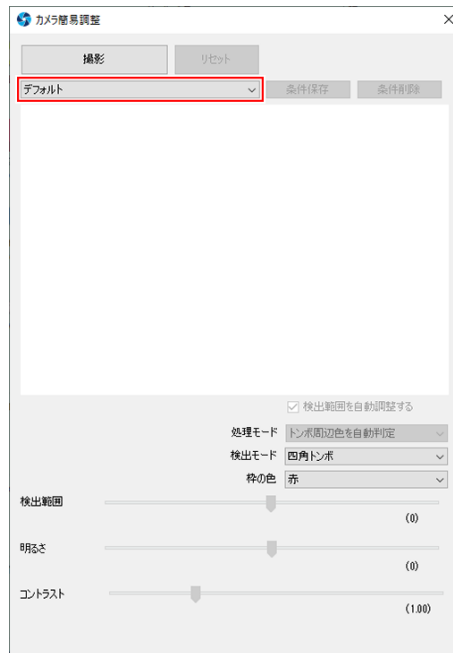 カメラ簡易調整
撮影
リセット
デフォルト
条件保存
条件削除
検出範囲を自動調整する
処理モード
トンボ周辺色を自動判定
検出モード
四角トンボ
枠の色
赤
検出範囲
(0)
明るさ
(0)
コントラスト
(1.00)